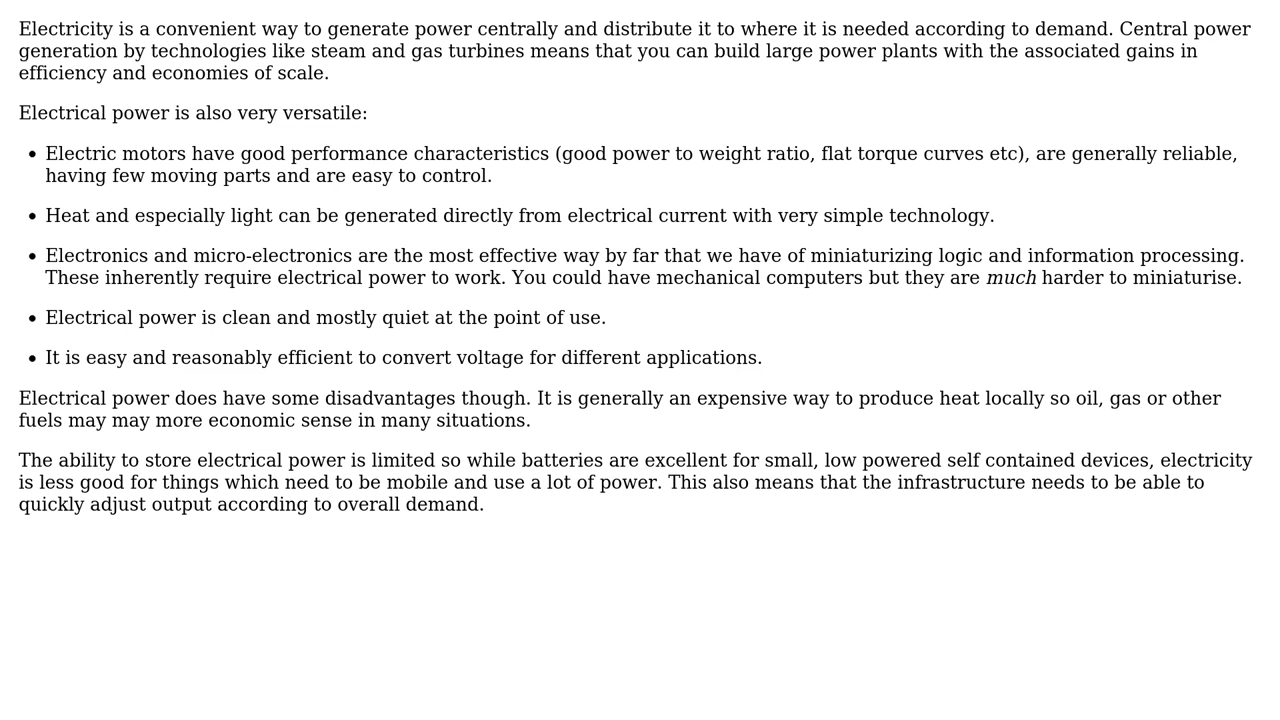 Electricity is a convenient way to generate power centrally and distribute it to where it is needed according to demand. Central power
generation by technologies like steam and gas turbines means that you can build large power plants with the associated gains in
efficiency and economies of scale.
Electrical power is also very versatile:
• Electric motors have good performance characteristics (good power to weight ratio, flat torque curves etc), are generally reliable,
having few moving parts and are easy to control.
• Heat and especially light can be generated directly from electrical current with very simple technology.
• Electronics and micro-electronics are the most effective way by far that we have of miniaturizing logic and information processing.
These inherently require electrical power to work. You could have mechanical computers but they are much harder to miniaturise.
• Electrical power is clean and mostly quiet at the point of use.
• It is easy and reasonably efficient to convert voltage for different applications.
Electrical power does have some disadvantages though. It is generally an expensive way to produce heat locally so oil, gas or other
fuels may may more economic sense in many situations.
The ability to store electrical power is limited so while batteries are excellent for small, low powered self contained devices, electricity
is less good for things which need to be mobile and use a lot of power. This also means that the infrastructure needs to be able to
quickly adjust output according to overall demand.